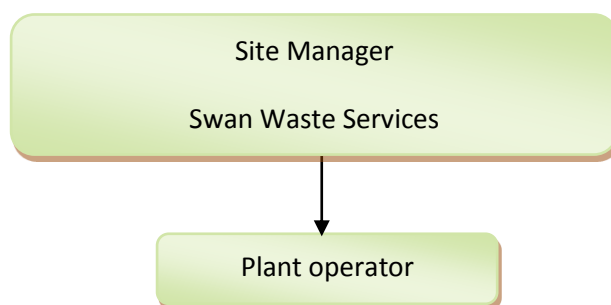 Site Manager
Swan Waste Services
Plant operator